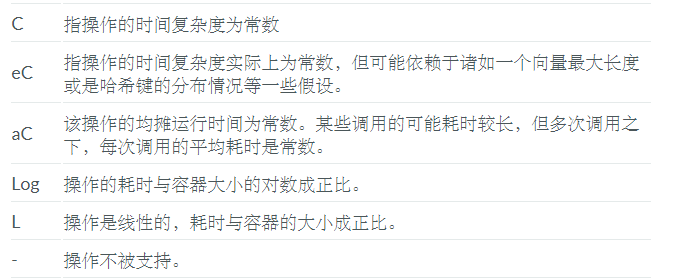 C 指操作的时间复杂度为常数
eC 指操作的时间复杂度实际上为常数，但可能依赖于诸如一个向量最大长度
或是哈希键的分布情况等一些假设。
aC 该操作的均摊运行时间为常数。某些调用的可能耗时较长，但多次调用之
下，每次调用的平均耗时是常数。
Log 操作的耗时与容器大小的对数成正比。
L 操作是线性的，耗时与容器的大小成正比。
- 操作不被支持。